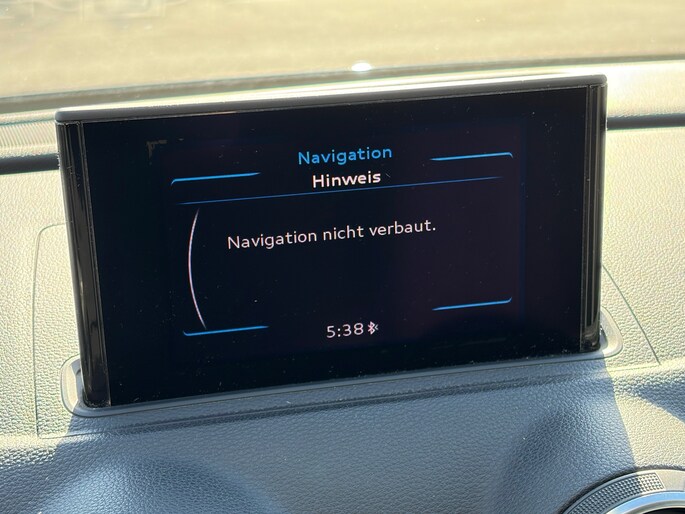 Navigation
Hinweis
Navigation nicht verbaut.
5:38